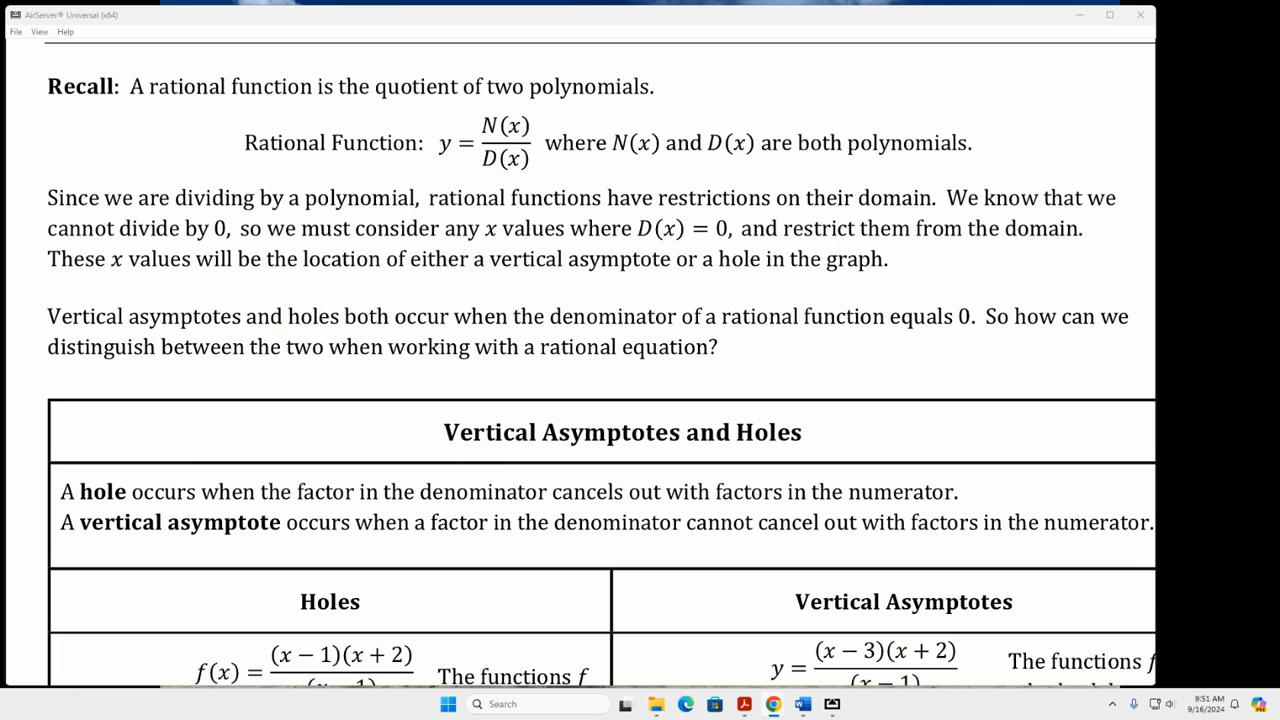 AirServer® Universal (x64)
File View Help
Recall: A rational function is the quotient of two polynomials.
Rational Function: y = N(x)/D(x) where N(x) and D(x) are both polynomials.
Since we are dividing by a polynomial, rational functions have restrictions on their domain. We know that we
cannot divide by 0, so we must consider any x values where D(x) = 0, and restrict them from the domain.
These x values will be the location of either a vertical asymptote or a hole in the graph.
Vertical asymptotes and holes both occur when the denominator of a rational function equals 0. So how can we
distinguish between the two when working with a rational equation?
Vertical Asymptotes and Holes
A hole occurs when the factor in the denominator cancels out with factors in the numerator.
A vertical asymptote occurs when a factor in the denominator cannot cancel out with factors in the numerator.
Holes Vertical Asymptotes
f(x) = (x − 1)(x + 2)/(x − 1) The functions f
y = (x − 3)(x + 2)/(x − 1) The functions f
Search
9:51 AM
9/16/2024